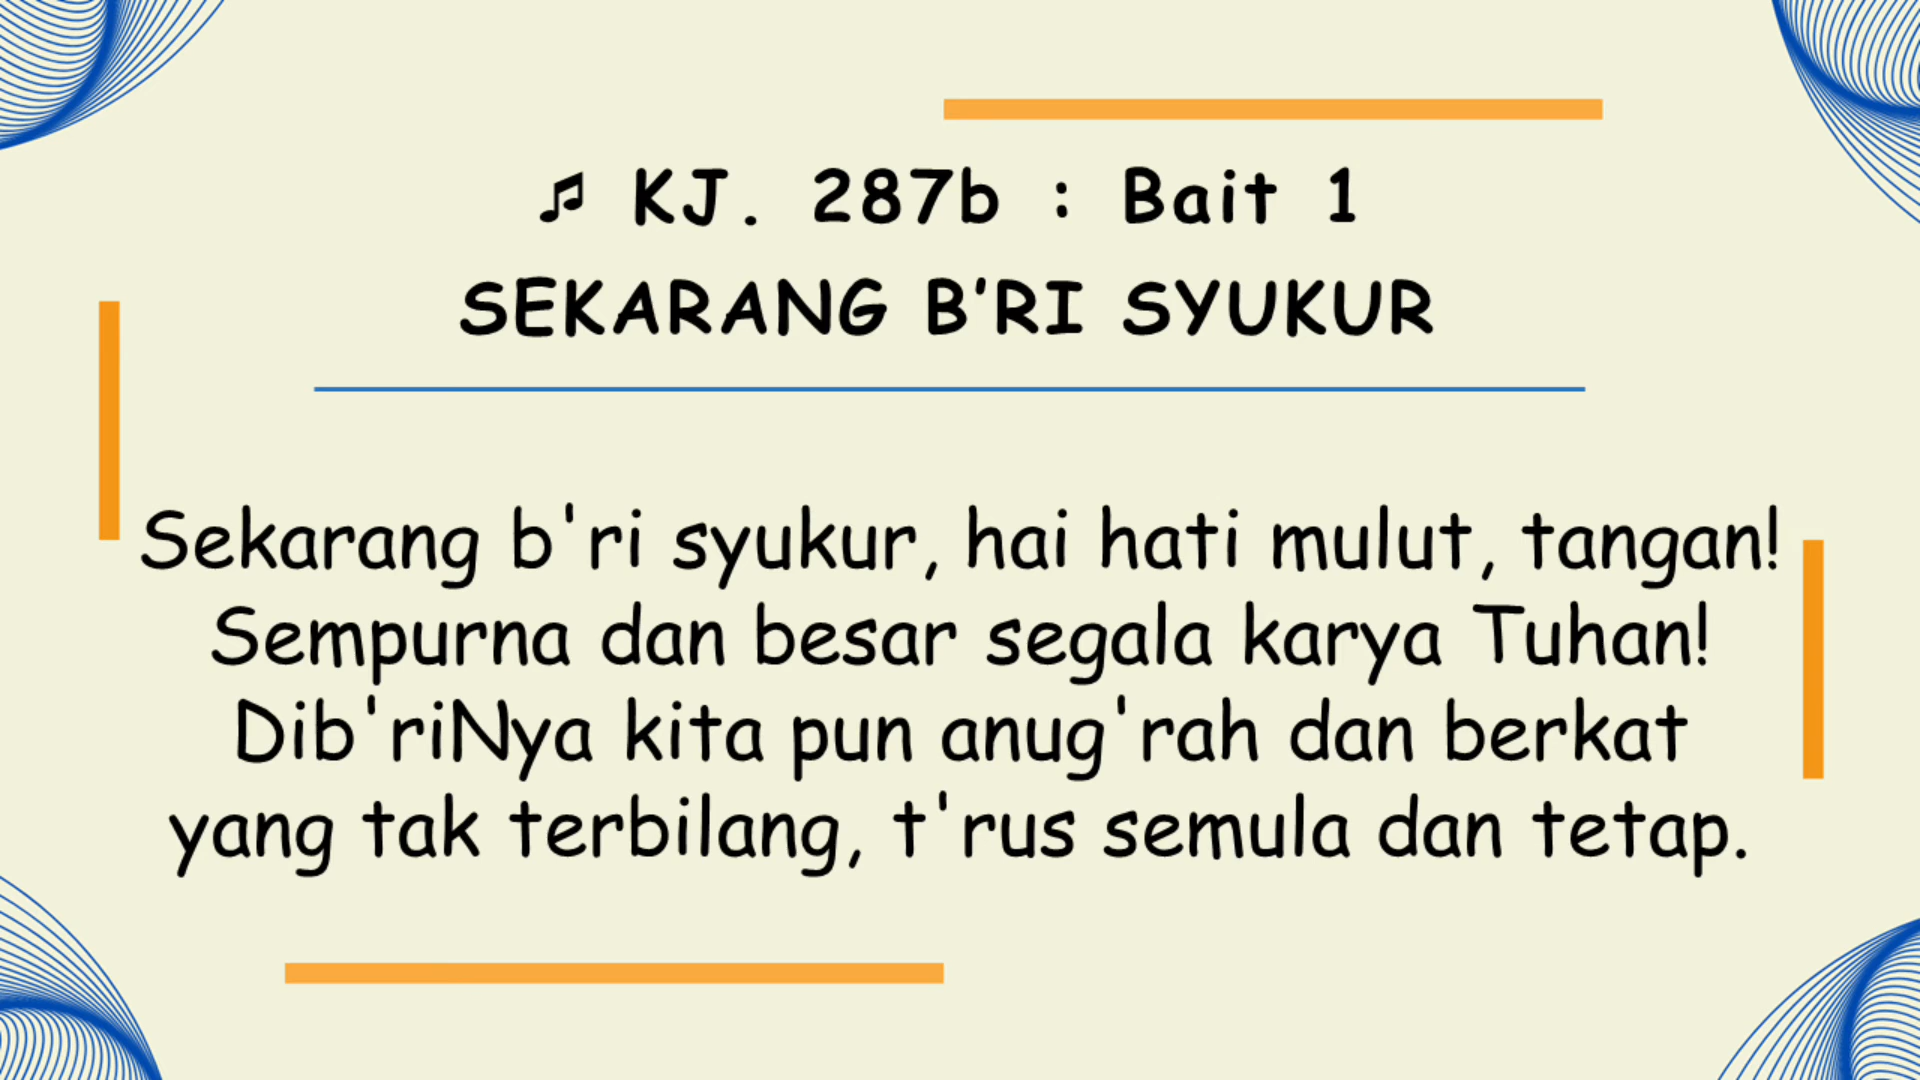 ♫ KJ. 287b : Bait 1
SEKARANG B'RI SYUKUR
Sekarang b'ri syukur, hai hati mulut, tangan!
Sempurna dan besar segala karya Tuhan!
Dib'riNya kita pun anug'rah dan berkat
yang tak terbilang, t'rus semula dan tetap.